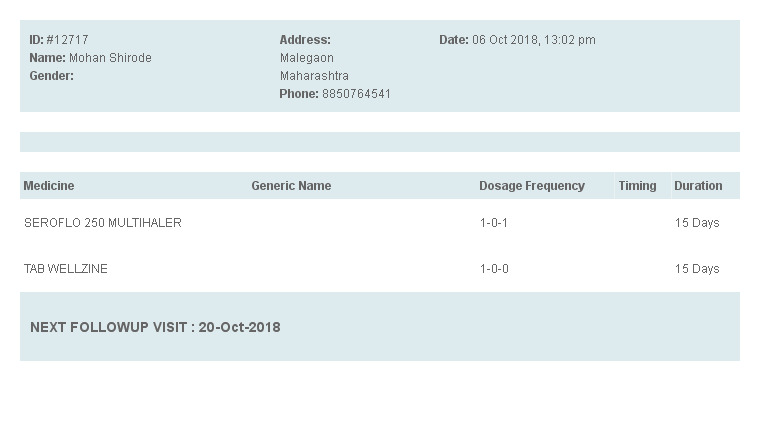 ID: #12717 Address: Date: 06 Oct 2018, 13:02 pm
Name: Mohan Shirode Malegaon
Gender: Maharashtra
Phone: 8850764541
Medicine Generic Name Dosage Frequency Timing Duration
SEROFLO 250 MULTIHALER 1-0-1 15 Days
TAB WELLZINE 1-0-0 15 Days
NEXT FOLLOWUP VISIT : 20-Oct-2018